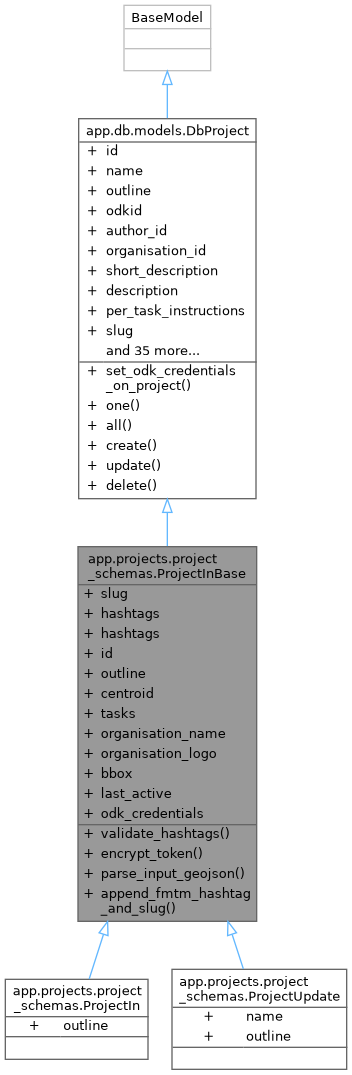 BaseModel
app.db.models.DbProject
+ id
+ name
+ outline
+ odkid
+ author_id
+ organisation_id
+ short_description
+ description
+ per_task_instructions
+ slug
and 35 more...
+ set_odk_credentials
_on_project()
+ one()
+ all()
+ create()
+ update()
+ delete()
app.projects.project
_schemas.ProjectInBase
+ slug
+ hashtags
+ hashtags
+ id
+ outline
+ centroid
+ tasks
+ organisation_name
+ organisation_logo
+ bbox
+ last_active
+ odk_credentials
+ validate_hashtags()
+ encrypt_token()
+ parse_input_geojson()
+ append_fmtm_hashtag
_and_slug()
app.projects.project
_schemas.ProjectIn
+ outline
app.projects.project
_schemas.ProjectUpdate
+ name
+ outline